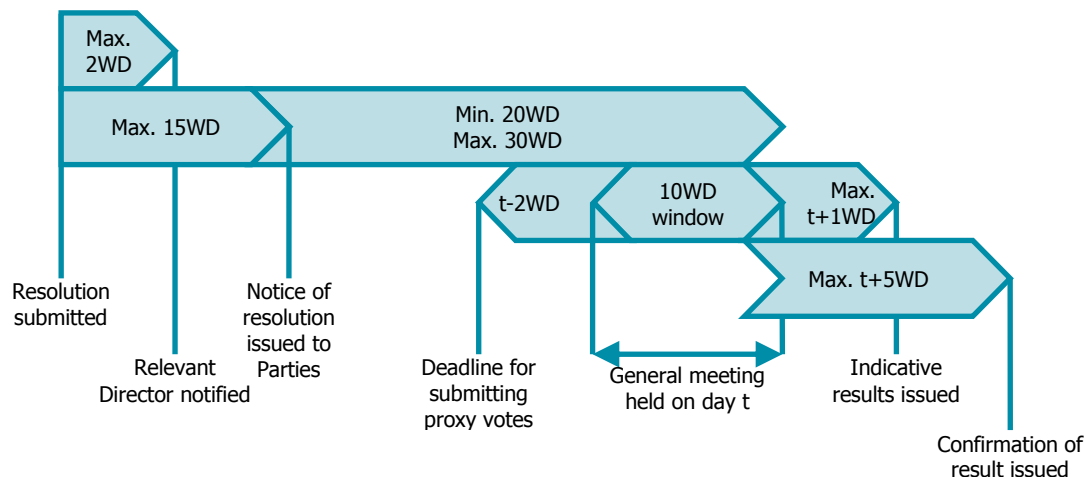 Max.
2WD
Max. 15WD
Min. 20WD
Max. 30WD
t-2WD
10WD
window
Max.
t+1WD
Max. t+5WD
Resolution
submitted
Notice of
resolution
issued to
Parties
Relevant
Director notified
Deadline for
submitting
proxy votes
General meeting
held on day t
Indicative
results issued
Confirmation of
result issued